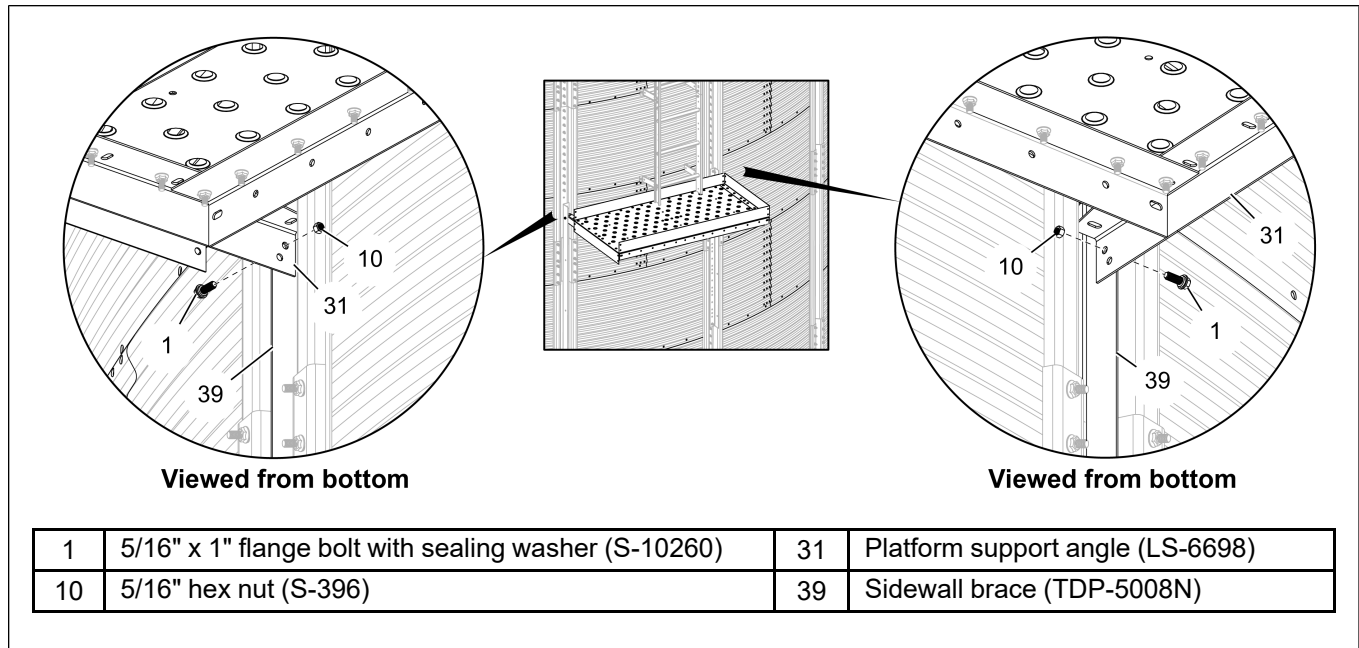 10
31
1
39
Viewed from bottom
10
31
1
39
Viewed from bottom
1 5/16" x 1" flange bolt with sealing washer (S-10260) 31 Platform support angle (LS-6698)
10 5/16" hex nut (S-396) 39 Sidewall brace (TDP-5008N)